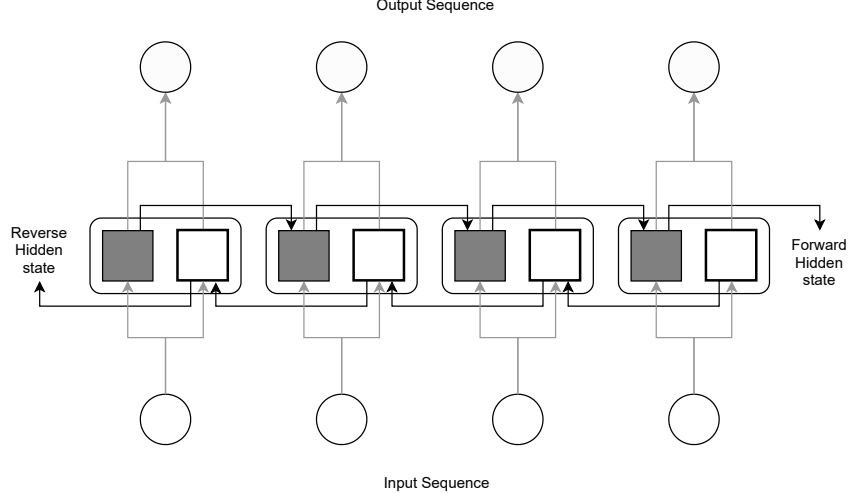 Output Sequence
Reverse
Hidden
state
Forward
Hidden
state
Input Sequence